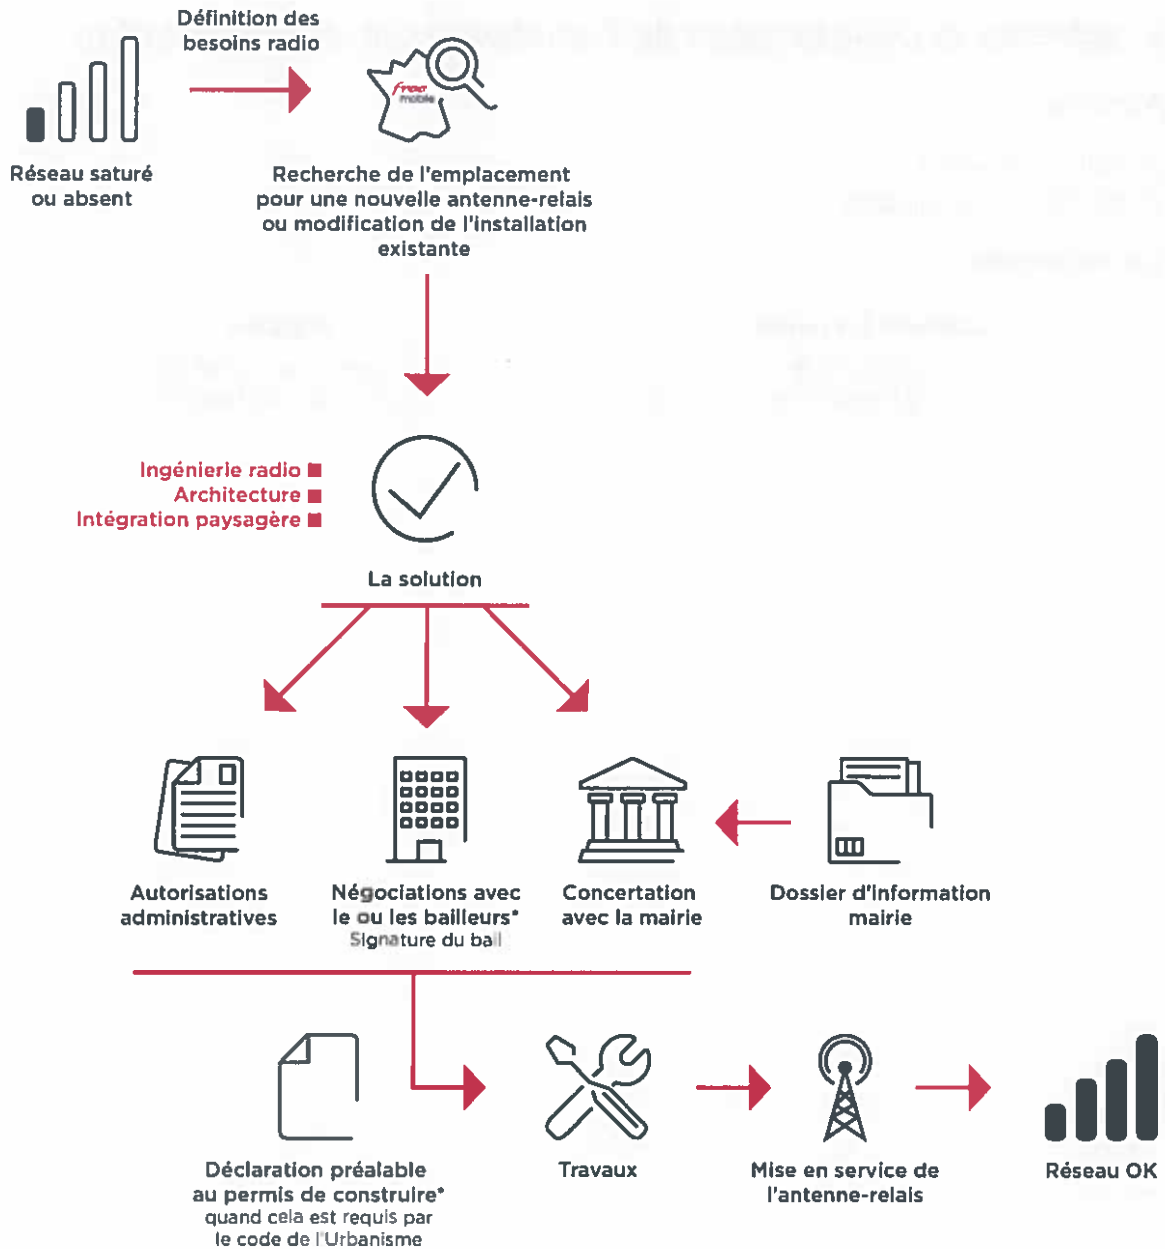 Définition des
besoins radio
Réseau saturé
ou absent
free
mobile
Recherche de l'emplacement
pour une nouvelle antenne-relais
ou modification de l'installation
existante
Ingénierie radio
Architecture
Intégration paysagère
La solution
Autorisations
administratives
Négociations avec
le ou les bailleurs*
Signature du bail
Concertation
avec la mairie
Dossier d'information
mairie
Déclaration préalable
au permis de construire*
quand cela est requis par
le code de l'Urbanisme
Travaux
Mise en service de
l'antenne-relais
Réseau OK